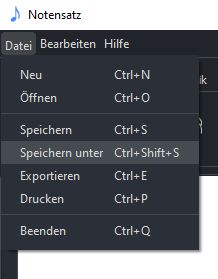 Notensatz
Datei Bearbeiten Hilfe
Neu Ctrl+N
Öffnen Ctrl+O
Speichern Ctrl+S
Speichern unter Ctrl+Shift+S
Exportieren Ctrl+E
Drucken Ctrl+P
Beenden Ctrl+Q